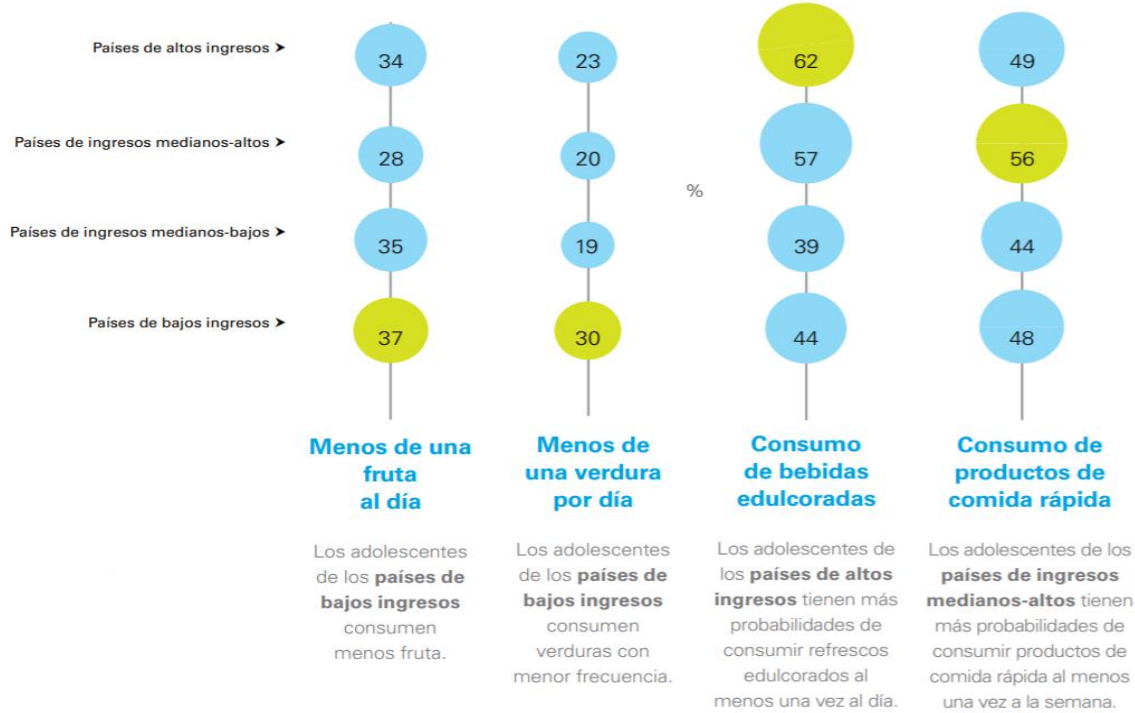 Países de altos ingresos ➤ 34 23 62 49
Países de ingresos medianos-altos ➤ 28 20 57 56
%
Países de ingresos medianos-bajos ➤ 35 19 39 44
Países de bajos ingresos ➤ 37 30 44 48
Menos de una
fruta
al día
Los adolescentes
de los países de
bajos ingresos
consumen
menos fruta.
Menos de
una verdura
por día
Los adolescentes
de los países de
bajos ingresos
consumen
verduras con
menor frecuencia.
Consumo
de bebidas
edulcoradas
Los adolescentes de
los países de altos
ingresos tienen más
probabilidades de
consumir refrescos
edulcorados al
menos una vez al día.
Consumo de
productos de
comida rápida
Los adolescentes de los
países de ingresos
medianos-altos tienen
más probabilidades de
consumir productos de
comida rápida al menos
una vez a la semana.